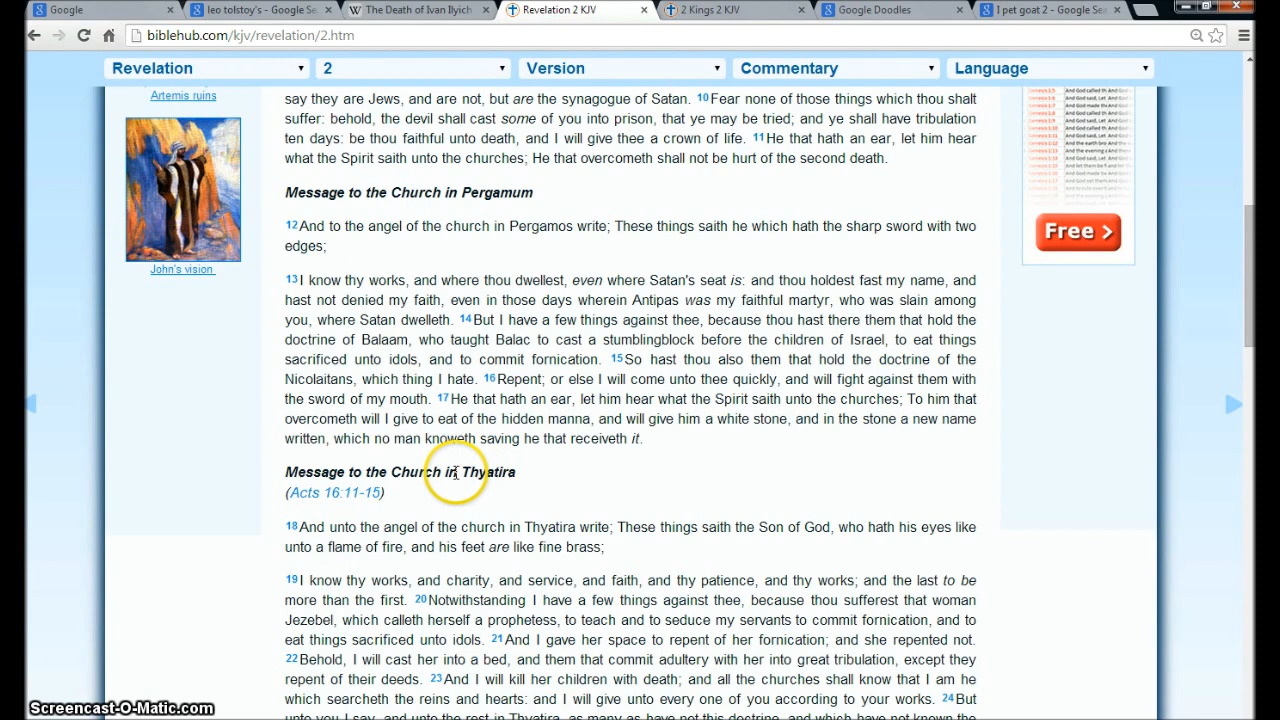 Google
leo tolstoy's - Google Se
The Death of Ivan Ilyich
Revelation 2 KJV
2 Kings 2 KJV
Google Doodles
I pet goat 2 - Google Sea
biblehub.com/kjv/revelation/2.htm
Revelation 2 Version Commentary Language
Artemis ruins
John's vision
say they are Jews, and are not, but are the synagogue of Satan. 10Fear none of those things which thou shalt
suffer: behold, the devil shall cast some of you into prison, that ye may be tried; and ye shall have tribulation
ten days: be thou faithful unto death, and I will give thee a crown of life. 11He that hath an ear, let him hear
what the Spirit saith unto the churches; He that overcometh shall not be hurt of the second death.
Message to the Church in Pergamum
12And to the angel of the church in Pergamos write; These things saith he which hath the sharp sword with two
edges;
13I know thy works, and where thou dwellest, even where Satan's seat is: and thou holdest fast my name, and
hast not denied my faith, even in those days wherein Antipas was my faithful martyr, who was slain among
you, where Satan dwelleth. 14But I have a few things against thee, because thou hast there them that hold the
doctrine of Balaam, who taught Balac to cast a stumblingblock before the children of Israel, to eat things
sacrificed unto idols, and to commit fornication. 15So hast thou also them that hold the doctrine of the
Nicolaitans, which thing I hate. 16Repent; or else I will come unto thee quickly, and will fight against them with
the sword of my mouth. 17He that hath an ear, let him hear what the Spirit saith unto the churches; To him that
overcometh will I give to eat of the hidden manna, and will give him a white stone, and in the stone a new name
written, which no man knoweth saving he that receiveth it.
Message to the Church in Thyatira
(Acts 16:11-15)
18And unto the angel of the church in Thyatira write; These things saith the Son of God, who hath his eyes like
unto a flame of fire, and his feet are like fine brass;
19I know thy works, and charity, and service, and faith, and thy patience, and thy works; and the last to be
more than the first. 20Notwithstanding I have a few things against thee, because thou sufferest that woman
Jezebel, which calleth herself a prophetess, to teach and to seduce my servants to commit fornication, and to
eat things sacrificed unto idols. 21And I gave her space to repent of her fornication; and she repented not.
22Behold, I will cast her into a bed, and them that commit adultery with her into great tribulation, except they
repent of their deeds. 23And I will kill her children with death; and all the churches shall know that I am he
which searcheth the reins and hearts: and I will give unto every one of you according to your works. 24But
unto you I say, and unto the rest in Thyatira, as many as have not this doctrine, and which have not known the
Free >
Screencast-O-Matic.com